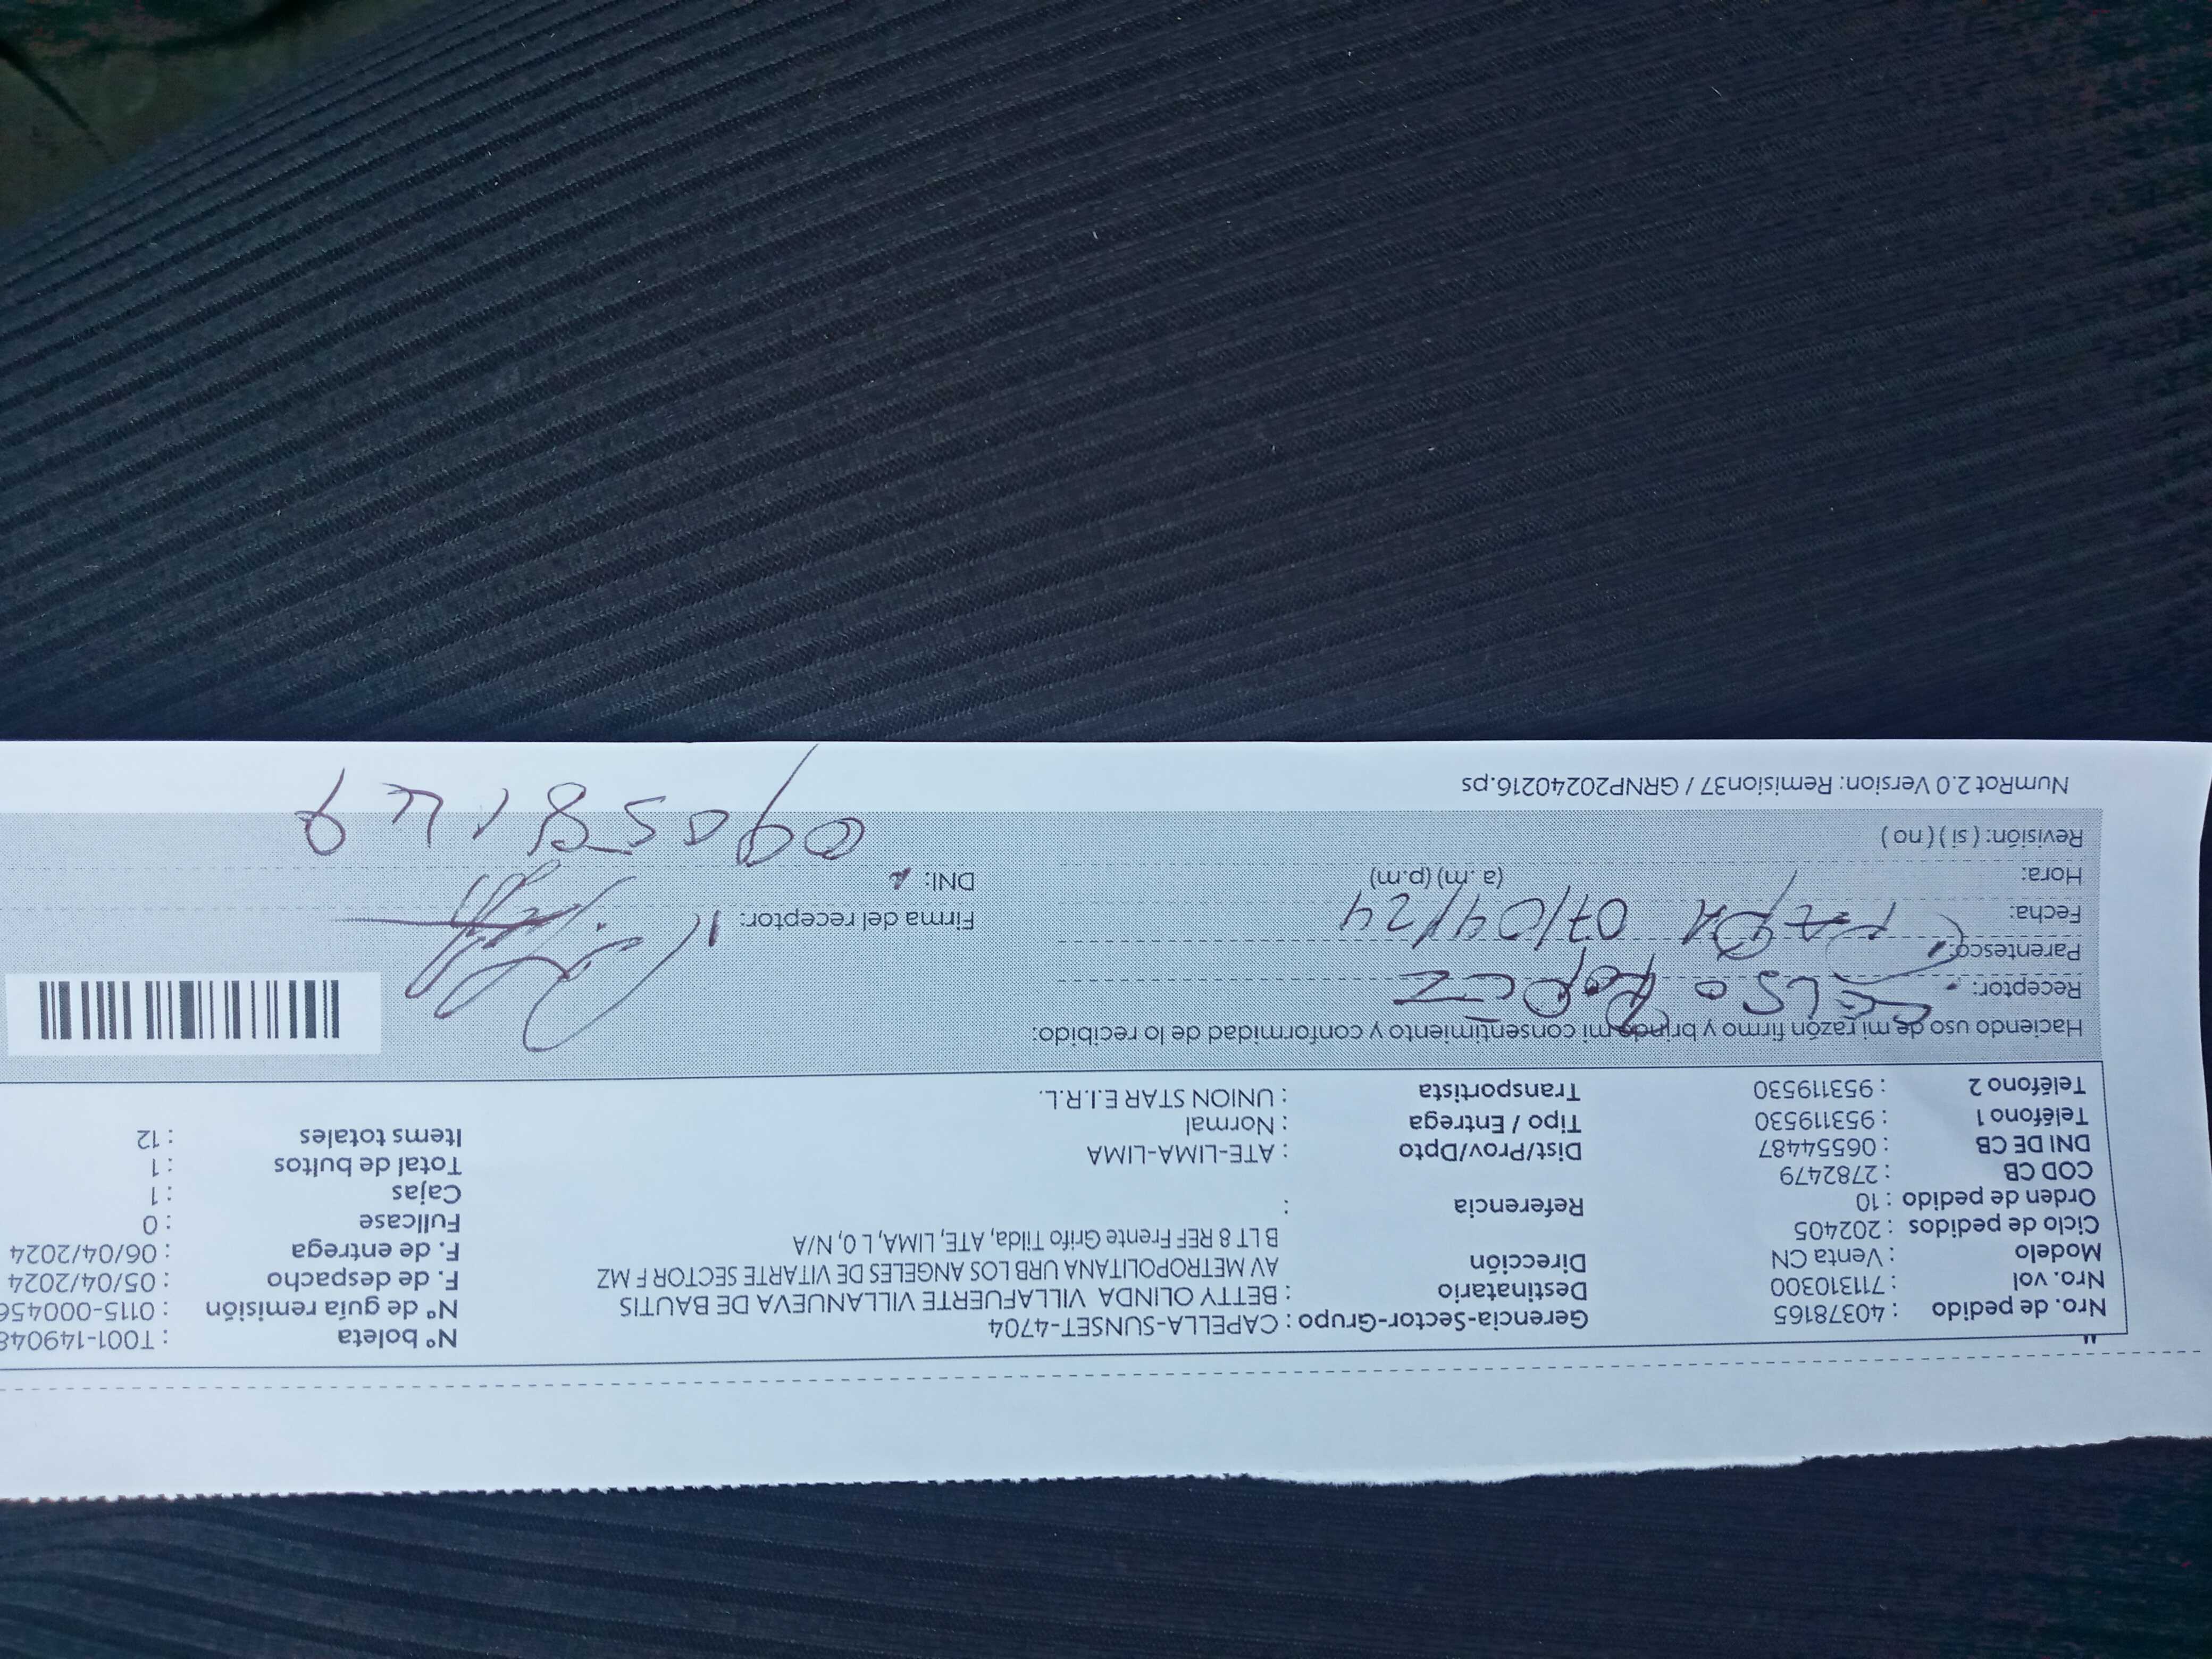 Nro. de pedido : 40378165 Gerencia-Sector-Grupo : CAPELLA-SUNSET-4704 N° boleta : T001-149048
Nro. vol : 711310300 Destinatario : BETTY OLINDA VILLAFUERTE VILLANUEVA DE BAUTIS N° de guía remisión : 0115-000456
Modelo : Venta CN Dirección AV METROPOLITANA URB LOS ANGELES DE VITARTE SECTOR F MZ F. de despacho : 05/04/2024
Ciclo de pedidos : 202405 B LT 8 REF Frente Grifo Tilda, ATE, LIMA, L 0, N/A F. de entrega : 06/04/2024
Orden de pedido : 10 Referencia : Fullcase : 0
COD CB : 2782479 Cajas : 1
DNI DE CB : 06554487 Dist/Prov/Dpto : ATE-LIMA-LIMA Total de bultos : 1
Teléfono 1 : 953119530 Tipo / Entrega : Normal Items totales : 12
Teléfono 2 : 953119530 Transportista : UNION STAR E.I.R.L.
Haciendo uso de mi razón firmo y brindo mi consentimiento y conformidad de lo recibido:
Receptor: CELSO
Parentesco:
Fecha: 07/04/24 Firma del receptor:
Hora: (a .m) (p.m) DNI:
Revisión: ( si ) ( no )
NumRot 2.0 Version: Remision37 / GRNP20240216.ps